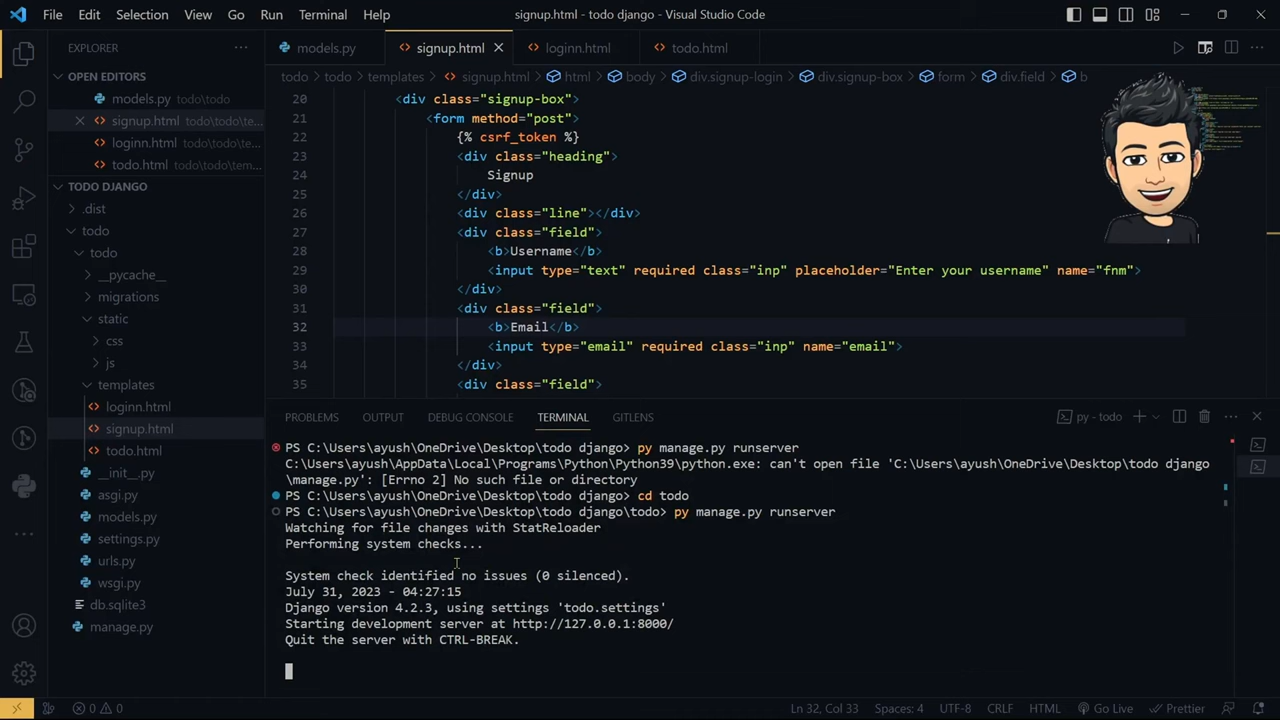 File Edit Selection View Go Run Terminal Help
signup.html - todo django - Visual Studio Code
EXPLORER
OPEN EDITORS
models.py todo\todo
signup.html todo\todo\te...
loginn.html todo\todo\te...
todo.html todo\todo\tem...
TODO DJANGO
.dist
todo
todo
__pycache__
migrations
static
css
js
templates
loginn.html
signup.html
todo.html
__init__.py
asgi.py
models.py
settings.py
urls.py
wsgi.py
db.sqlite3
manage.py
models.py signup.html loginn.html todo.html
todo > todo > templates > signup.html > html > body > div.signup-login > div.signup-box > form > div.field > b
20 <div class="signup-box">
21 <form method="post">
22 {% csrf_token %}
23 <div class="heading">
24 Signup
25 </div>
26 <div class="line"></div>
27 <div class="field">
28 <b>Username</b>
29 <input type="text" required class="inp" placeholder="Enter your username" name="fnm">
30 </div>
31 <div class="field">
32 <b>Email</b>
33 <input type="email" required class="inp" name="email">
34 </div>
35 <div class="field">
PROBLEMS OUTPUT DEBUG CONSOLE TERMINAL GITLENS
py - todo
PS C:\Users\ayush\OneDrive\Desktop\todo django> py manage.py runserver
C:\Users\ayush\AppData\Local\Programs\Python\Python39\python.exe: can't open file 'C:\Users\ayush\OneDrive\Desktop\todo django
\manage.py': [Errno 2] No such file or directory
PS C:\Users\ayush\OneDrive\Desktop\todo django> cd todo
PS C:\Users\ayush\OneDrive\Desktop\todo django\todo> py manage.py runserver
Watching for file changes with StatReloader
Performing system checks...
System check identified no issues (0 silenced).
July 31, 2023 - 04:27:15
Django version 4.2.3, using settings 'todo.settings'
Starting development server at http://127.0.0.1:8000/
Quit the server with CTRL-BREAK.
0 0
Ln 32, Col 33 Spaces: 4 UTF-8 CRLF HTML Go Live Prettier